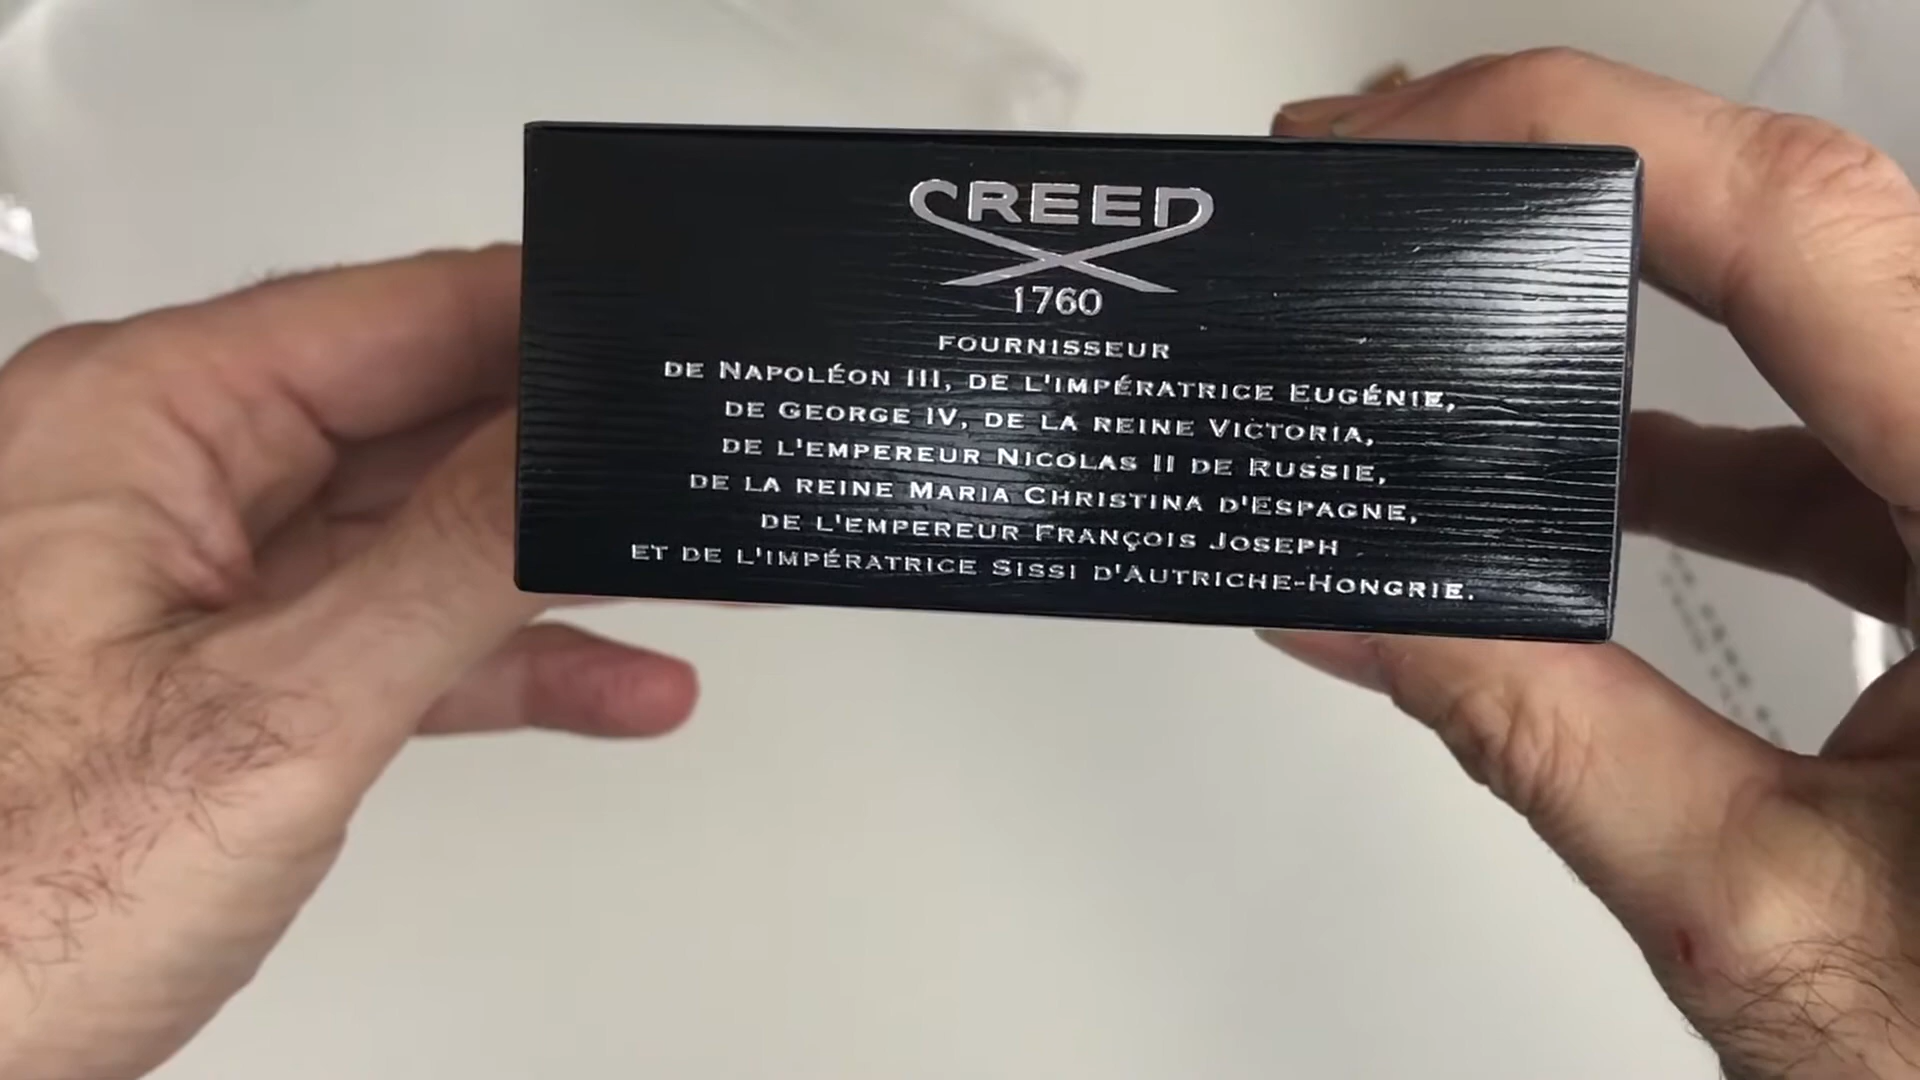 CREED
1760
FOURNISSEUR
DE NAPOLÉON III, DE L'IMPÉRATRICE EUGÉNIE,
DE GEORGE IV, DE LA REINE VICTORIA,
DE L'EMPEREUR NICOLAS II DE RUSSIE,
DE LA REINE MARIA CHRISTINA D'ESPAGNE,
DE L'EMPEREUR FRANÇOIS JOSEPH
ET DE L'IMPÉRATRICE SISSI D'AUTRICHE-HONGRIE.